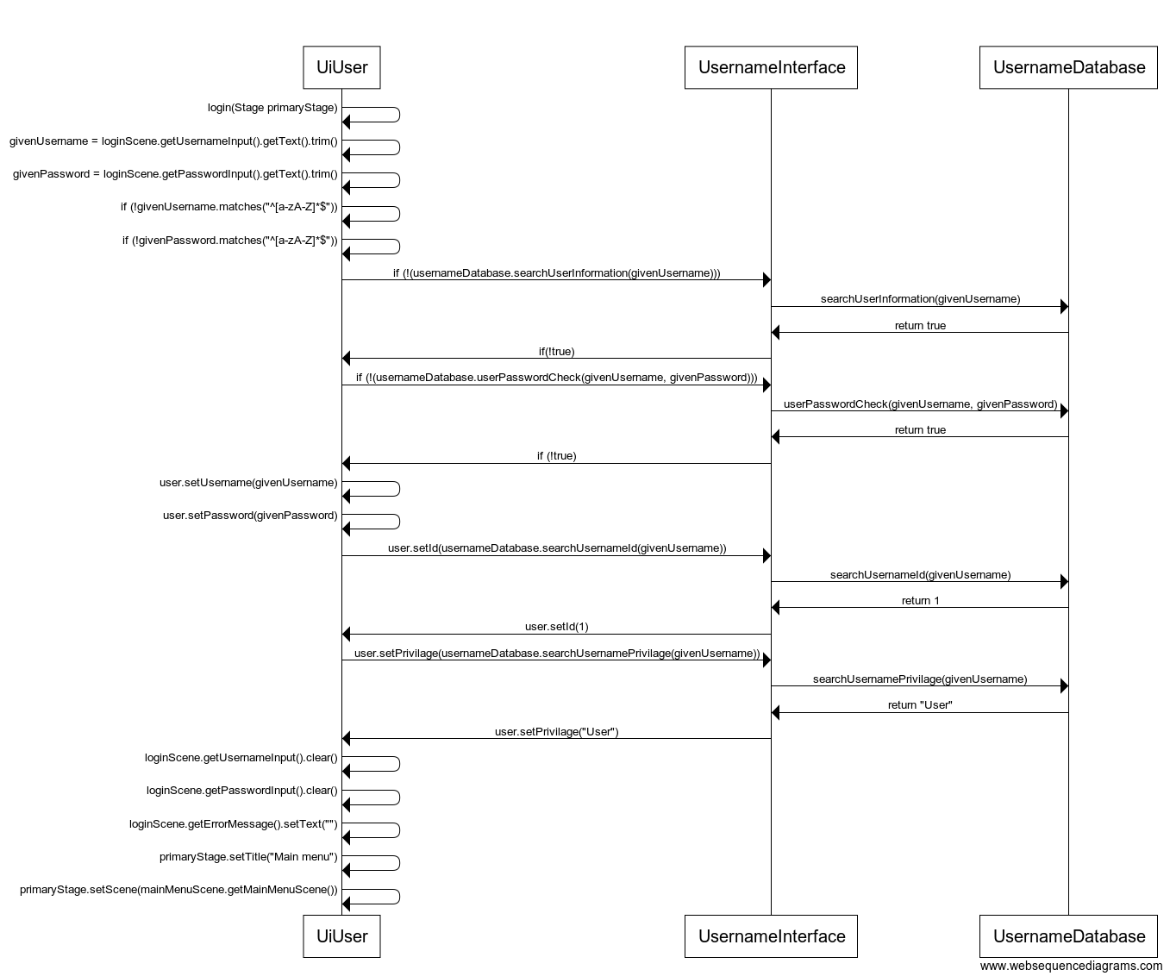 UiUser
UsernameInterface
UsernameDatabase
login(Stage primaryStage)
givenUsername = loginScene.getUsernameInput().getText().trim()
givenPassword = loginScene.getPasswordInput().getText().trim()
if (!givenUsername.matches("^[a-zA-Z]*$"))
if (!givenPassword.matches("^[a-zA-Z]*$"))
if (!(usernameDatabase.searchUserInformation(givenUsername)))
searchUserInformation(givenUsername)
return true
if(!true)
if (!(usernameDatabase.userPasswordCheck(givenUsername, givenPassword)))
userPasswordCheck(givenUsername, givenPassword)
return true
if (!true)
user.setUsername(givenUsername)
user.setPassword(givenPassword)
user.setId(usernameDatabase.searchUsernameId(givenUsername))
searchUsernameId(givenUsername)
return 1
user.setId(1)
user.setPrivilage(usernameDatabase.searchUsernamePrivilage(givenUsername))
searchUsernamePrivilage(givenUsername)
return "User"
user.setPrivilage("User")
loginScene.getUsernameInput().clear()
loginScene.getPasswordInput().clear()
loginScene.getErrorMessage().setText("")
primaryStage.setTitle("Main menu")
primaryStage.setScene(mainMenuScene.getMainMenuScene())
UiUser
UsernameInterface
UsernameDatabase
www.websequencediagrams.com